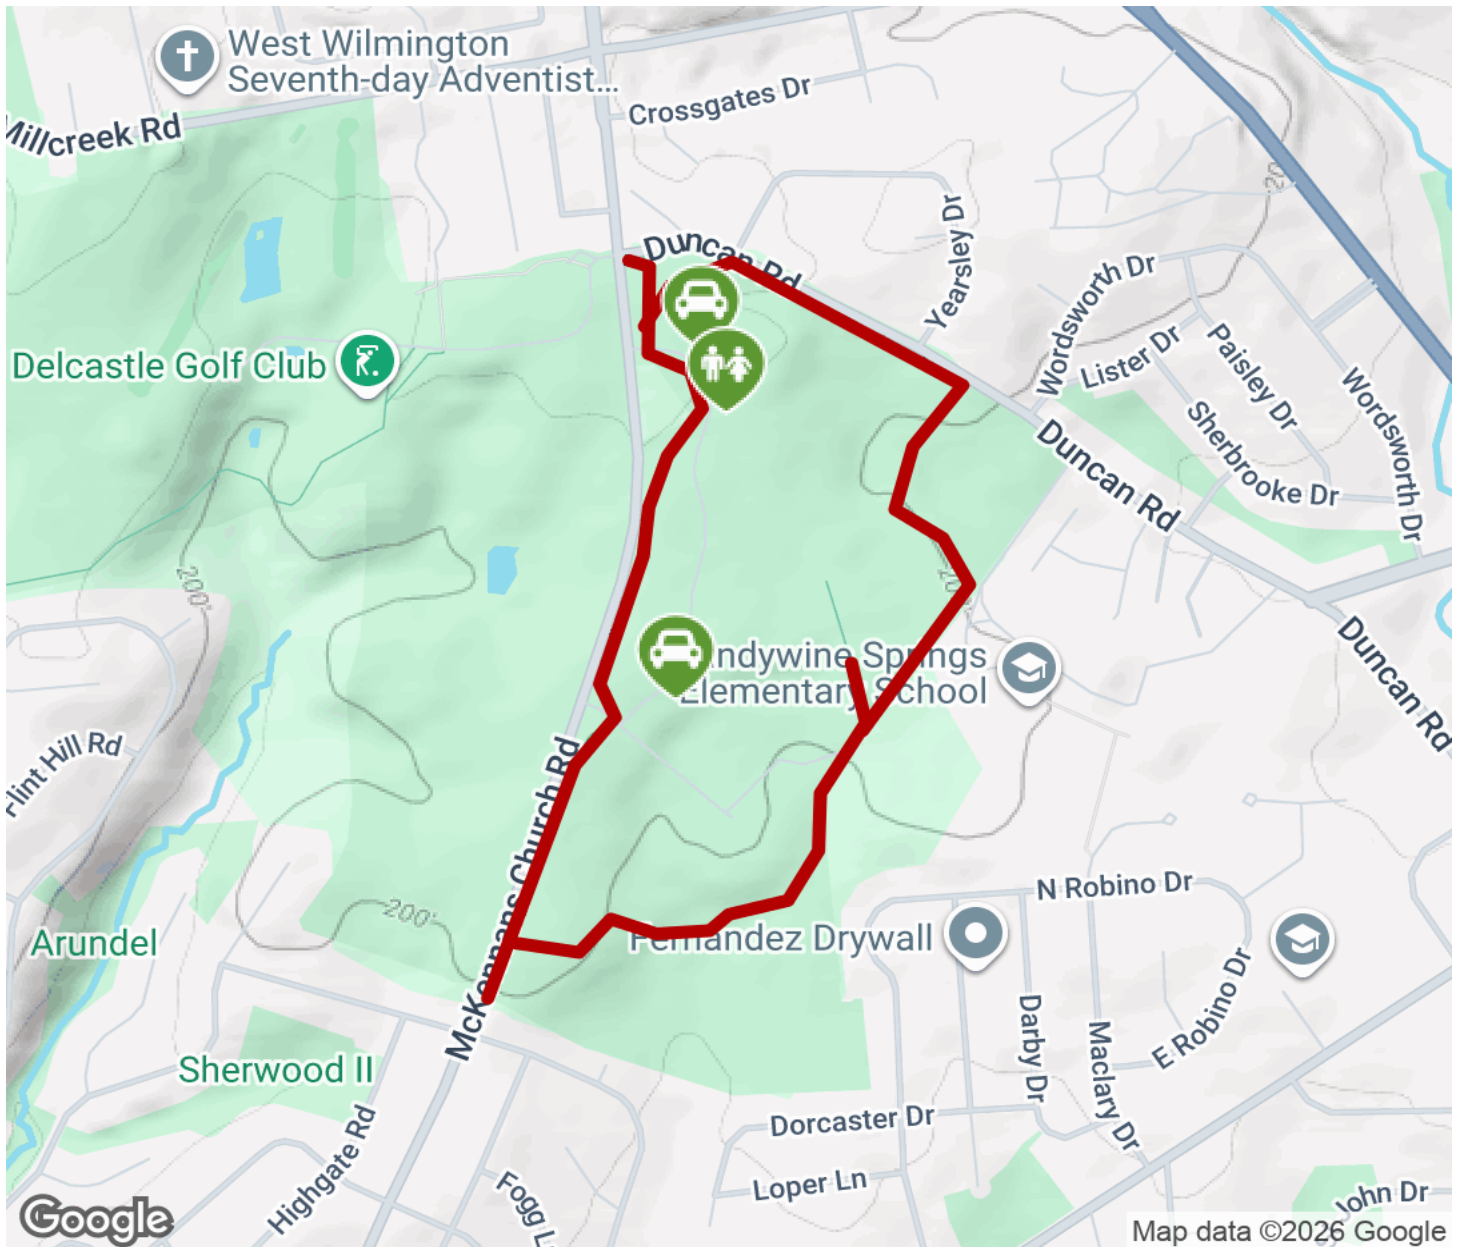 West Wilmington
Seventh-day Adventist...
Millcreek Rd
Crossgates Dr
20
Duncan Rd
Yearsley Dr
Wordsworth Dr
Lister Dr
Paisley Dr
Wordsworth Dr
Sherbrooke Dr
Delcastle Golf Club
Duncan Rd
200'
Duncan Rd
Springs
Elementary School
Flint Hill Rd
McKennans Church Rd
200'
N Robino Dr
Arundel
Fernandez Drywall
E Robino Dr
Darby Dr
Maclary Dr
Sherwood II
Highgate Rd
Dorcaster Dr
Loper Ln
Fogg L
John Dr
Google
Map data ©2026 Google